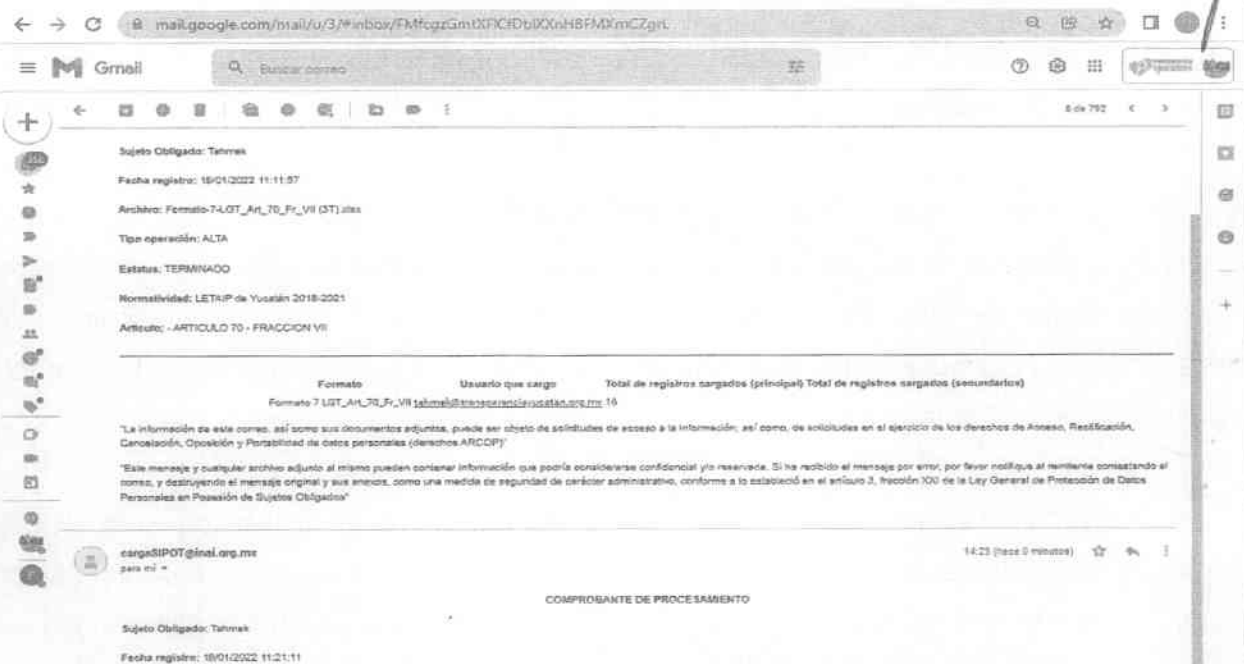 mail.google.com/mail/u/3/#inbox/
Gmail
Buscar correo
6 de 792
Sujeto Obligado: Tahmek
Fecha registro: 18/01/2022 11:11:57
Archivo: Formato-7-LGT_Art_70_Fr_VII (3T).xlsx
Tipo operación: ALTA
Estatus: TERMINADO
Normatividad: LETAIP de Yucatán 2018-2021
Artículo: - ARTICULO 70 - FRACCION VII
Formato Usuario que cargo Total de registros cargados (principal) Total de registros cargados (secundarios)
Formato 7 LGT_Art_70_Fr_VII tahmek@transparenciayucatan.org.mx 16
"La información de este correo, así como sus documentos adjuntos, puede ser objeto de solicitudes de acceso a la información; así como, de solicitudes en el ejercicio de los derechos de Acceso, Rectificación,
Cancelación, Oposición y Portabilidad de datos personales (derechos ARCOP)"
"Este mensaje y cualquier archivo adjunto al mismo pueden contener información que podría considerarse confidencial y/o reservada. Si ha recibido el mensaje por error, por favor notifique al remitente contestando el
correo, y destruyendo el mensaje original y sus anexos, como una medida de seguridad de carácter administrativo, conforme a lo estableció en el artículo 3, fracción XXI de la Ley General de Protección de Datos
Personales en Posesión de Sujetos Obligados"
cargaSIPOT@inai.org.mx
14:23 (hace 0 minutos)
para mí
COMPROBANTE DE PROCESAMIENTO
Sujeto Obligado: Tahmek
Fecha registro: 18/01/2022 11:21:11